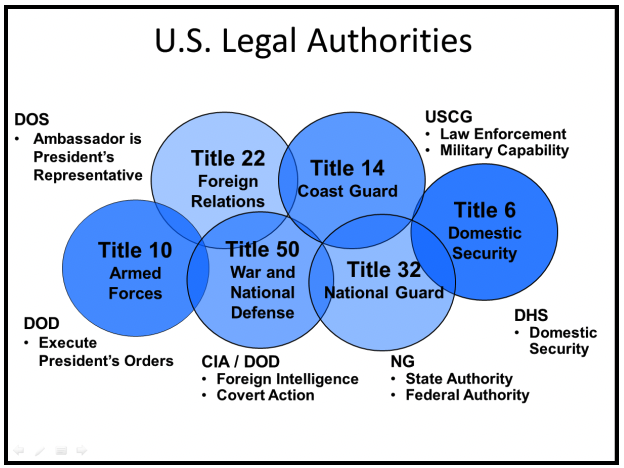 U.S. Legal Authorities
DOS
• Ambassador is
President’s
Representative
Title 22
Foreign
Relations
Title 14
Coast Guard
USCG
• Law Enforcement
• Military Capability
Title 6
Domestic
Security
Title 10
Armed
Forces
Title 50
War and
National
Defense
Title 32
National Guard
DOD
• Execute
President’s Orders
CIA / DOD
• Foreign Intelligence
• Covert Action
NG
• State Authority
• Federal Authority
DHS
• Domestic
Security